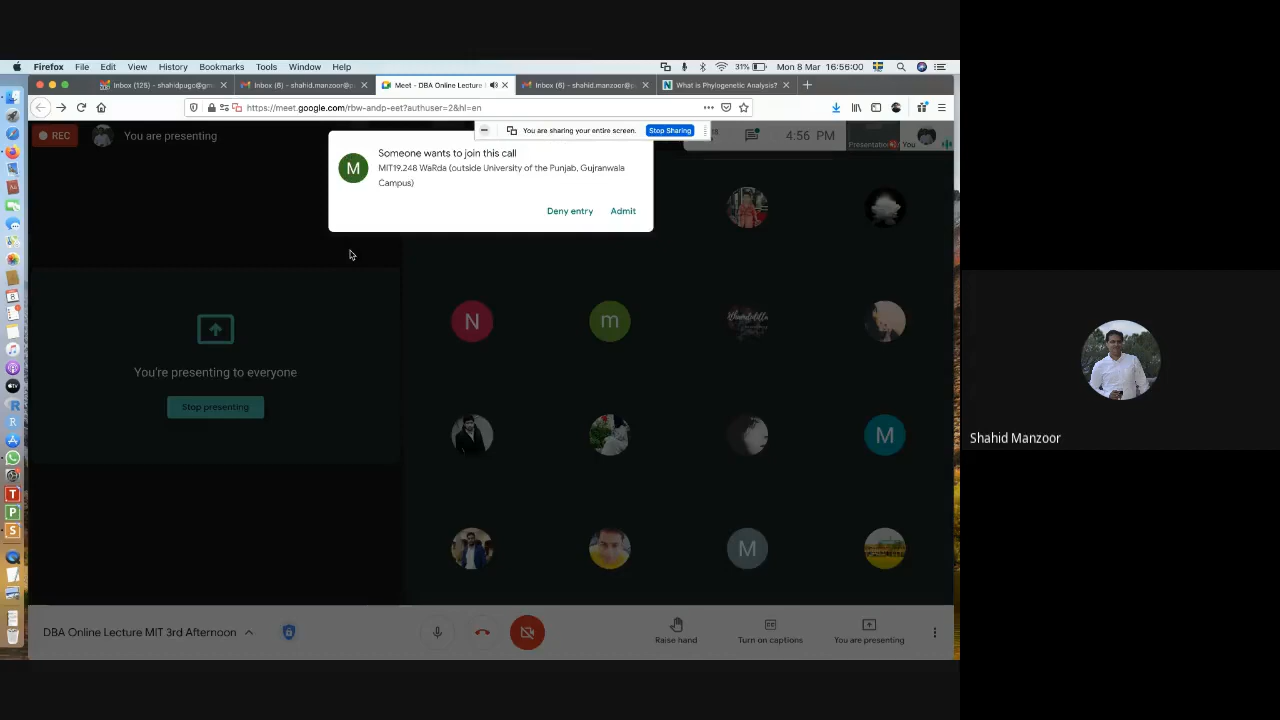 Firefox File Edit View History Bookmarks Tools Window Help 31% Mon 8 Mar 16:56:00
Inbox (125) - shahidpugc@gm Inbox (6) - shahid.manzoor@p Meet - DBA Online Lecture Inbox (6) - shahid.manzoor@p What is Phylogenetic Analysis?
https://meet.google.com/rbw-andp-eet?authuser=2&hl=en
You are sharing your entire screen. Stop Sharing
REC You are presenting 4:56 PM Presentation You
Someone wants to join this call
M
MIT19.248 WaRda (outside University of the Punjab, Gujranwala
Campus)
Deny entry Admit
N m
You're presenting to everyone
Stop presenting
M
Shahid Manzoor
M
DBA Online Lecture MIT 3rd Afternoon
Raise hand Turn on captions You are presenting